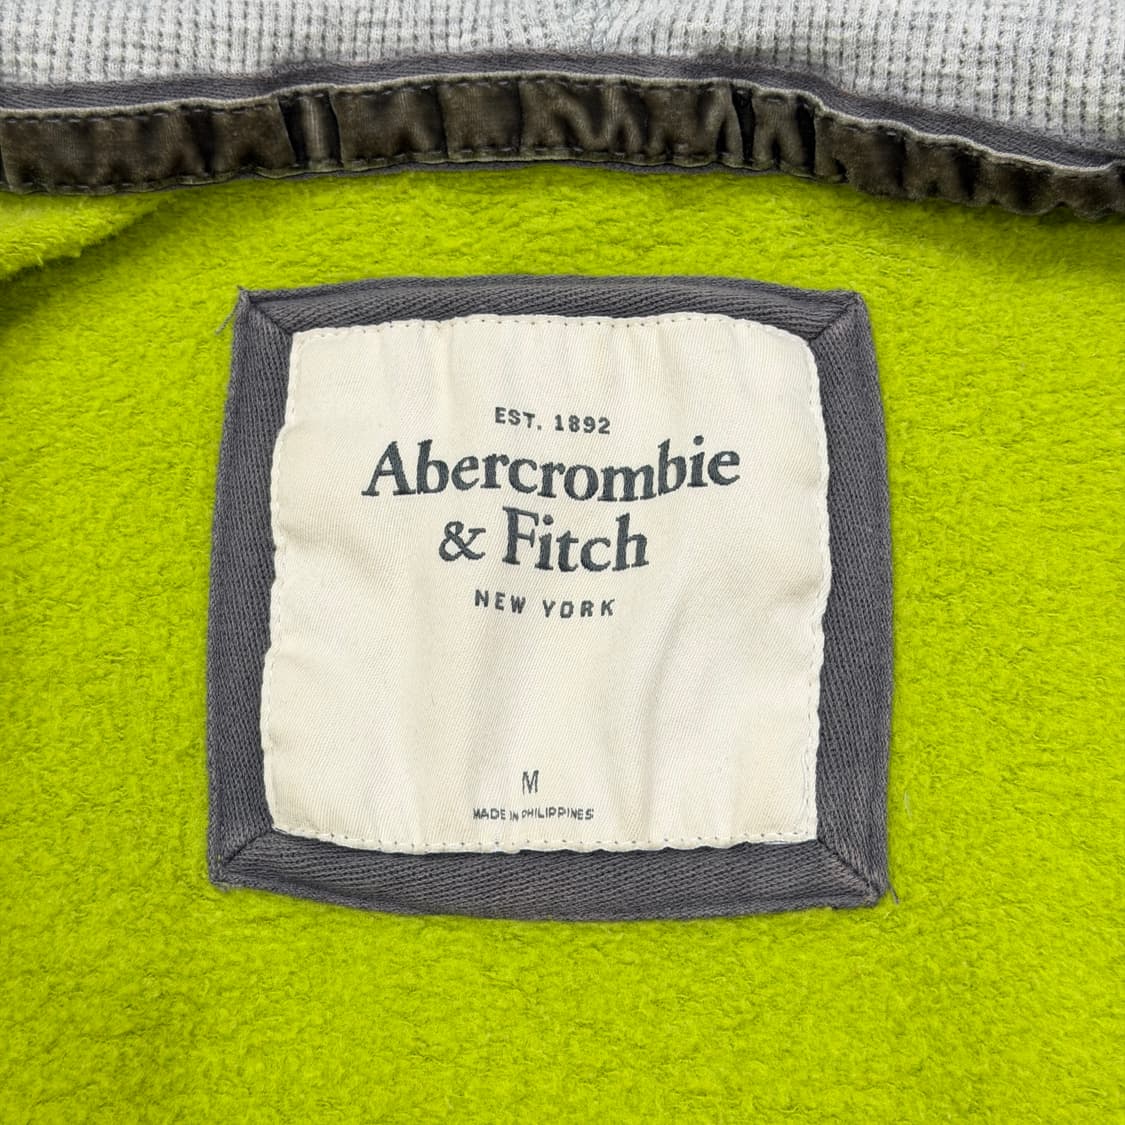 EST. 1892
Abercrombie
& Fitch
NEW YORK
M
MADE IN PHILIPPINES